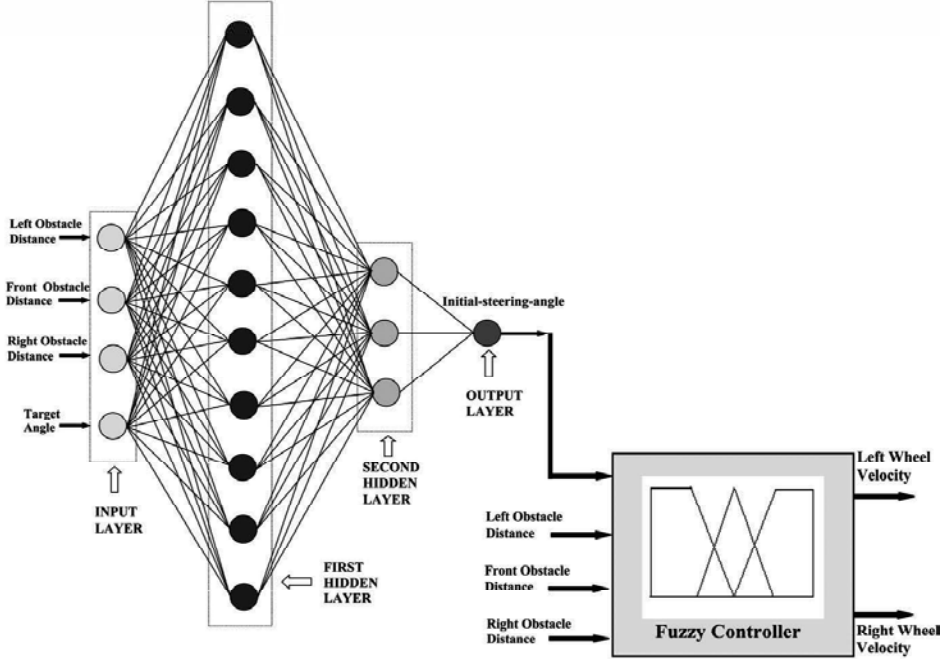 Left Obstacle
Distance
Front Obstacle
Distance
Right Obstacle
Distance
Target
Angle
INPUT
LAYER
FIRST
HIDDEN
LAYER
SECOND
HIDDEN
LAYER
Initial-steering-angle
OUTPUT
LAYER
Left Obstacle
Distance
Front Obstacle
Distance
Right Obstacle
Distance
Fuzzy Controller
Left Wheel
Velocity
Right Wheel
Velocity